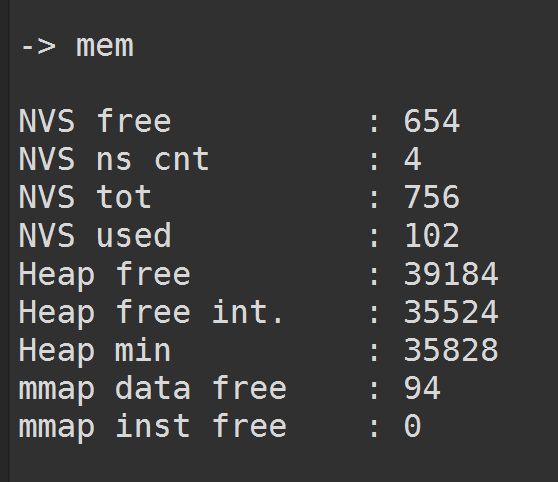 -> mem
NVS free : 654
NVS ns cnt : 4
NVS tot : 756
NVS used : 102
Heap free : 39184
Heap free int. : 35524
Heap min : 35828
mmap data free : 94
mmap inst free : 0